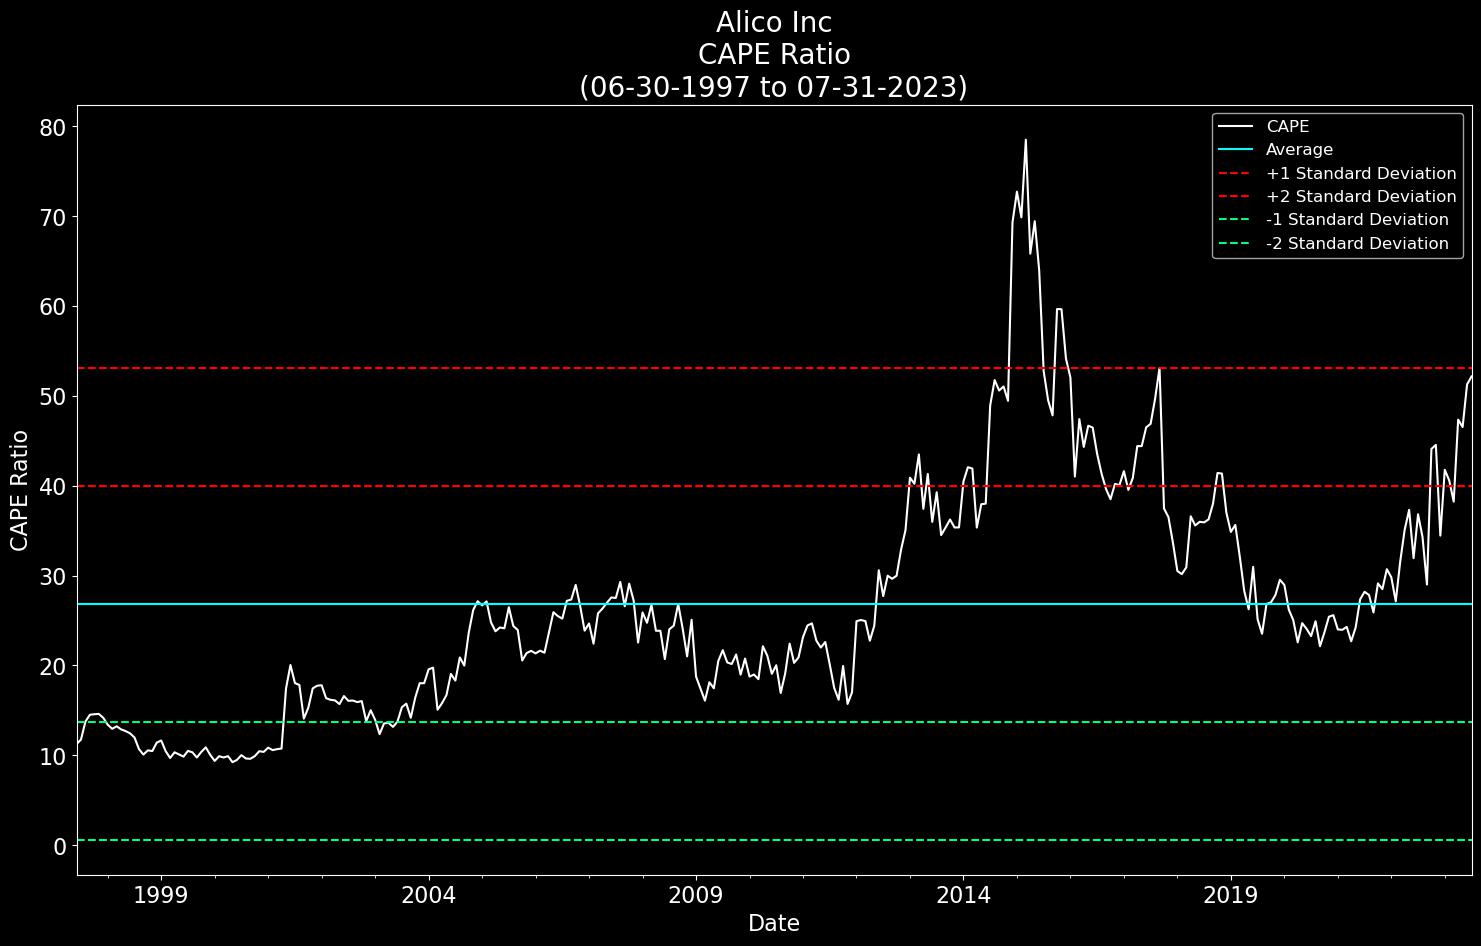 Alico Inc
CAPE Ratio
(06-30-1997 to 07-31-2023)
CAPE
Average
+1 Standard Deviation
+2 Standard Deviation
-1 Standard Deviation
-2 Standard Deviation
80
70
60
50
40
30
20
10
0
CAPE Ratio
1999
2004
2009
2014
2019
Date